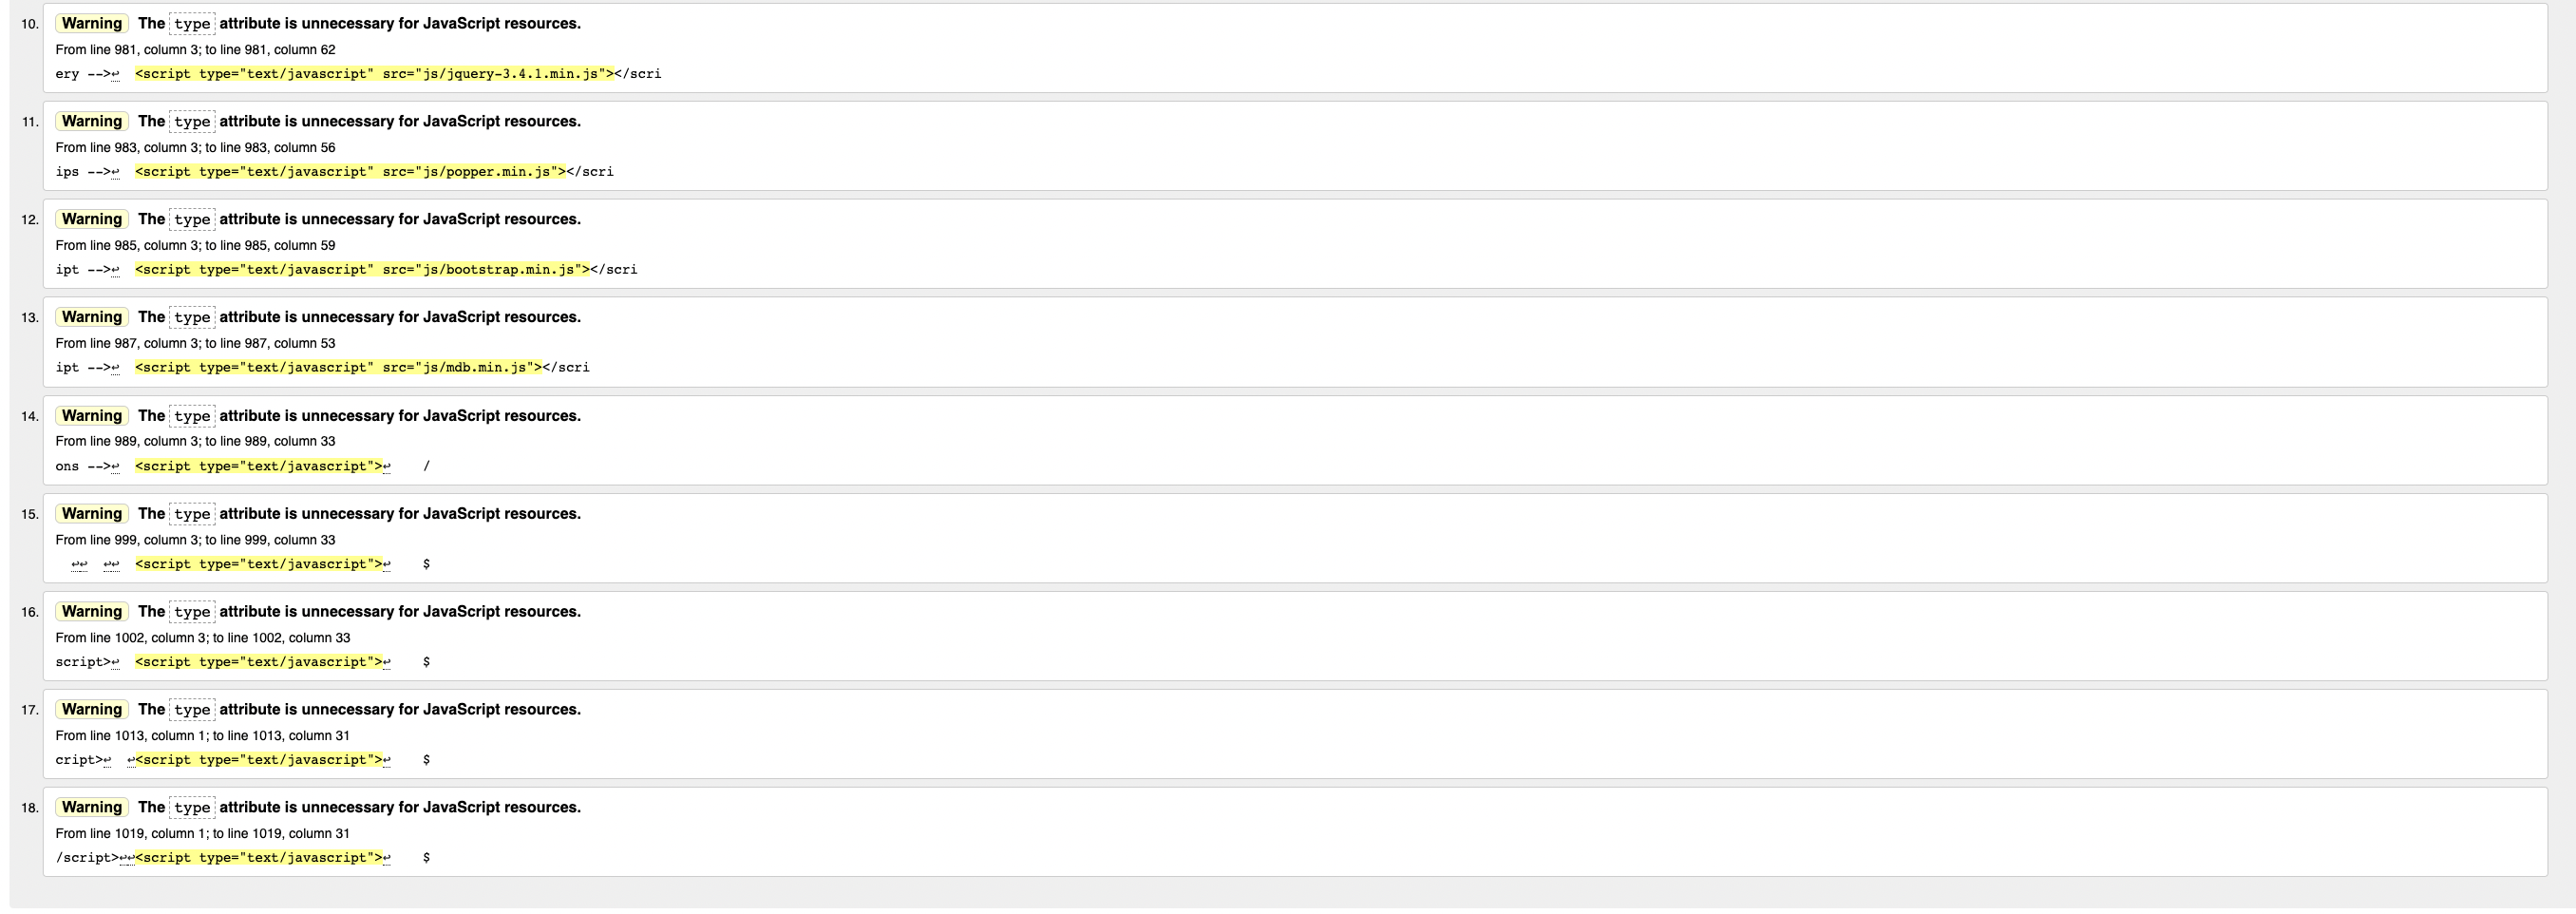 10. Warning The type attribute is unnecessary for JavaScript resources.
From line 981, column 3; to line 981, column 62
ery -->↩  <script type="text/javascript" src="js/jquery-3.4.1.min.js"></scri
11. Warning The type attribute is unnecessary for JavaScript resources.
From line 983, column 3; to line 983, column 56
ips -->↩  <script type="text/javascript" src="js/popper.min.js"></scri
12. Warning The type attribute is unnecessary for JavaScript resources.
From line 985, column 3; to line 985, column 59
ipt -->↩  <script type="text/javascript" src="js/bootstrap.min.js"></scri
13. Warning The type attribute is unnecessary for JavaScript resources.
From line 987, column 3; to line 987, column 53
ipt -->↩  <script type="text/javascript" src="js/mdb.min.js"></scri
14. Warning The type attribute is unnecessary for JavaScript resources.
From line 989, column 3; to line 989, column 33
ons -->↩  <script type="text/javascript">↩    /
15. Warning The type attribute is unnecessary for JavaScript resources.
From line 999, column 3; to line 999, column 33
  ↩↩  ↩↩  <script type="text/javascript">↩    $
16. Warning The type attribute is unnecessary for JavaScript resources.
From line 1002, column 3; to line 1002, column 33
script>↩  <script type="text/javascript">↩    $
17. Warning The type attribute is unnecessary for JavaScript resources.
From line 1013, column 1; to line 1013, column 31
cript>↩  ↩<script type="text/javascript">↩    $
18. Warning The type attribute is unnecessary for JavaScript resources.
From line 1019, column 1; to line 1019, column 31
/script>↩↩<script type="text/javascript">↩    $